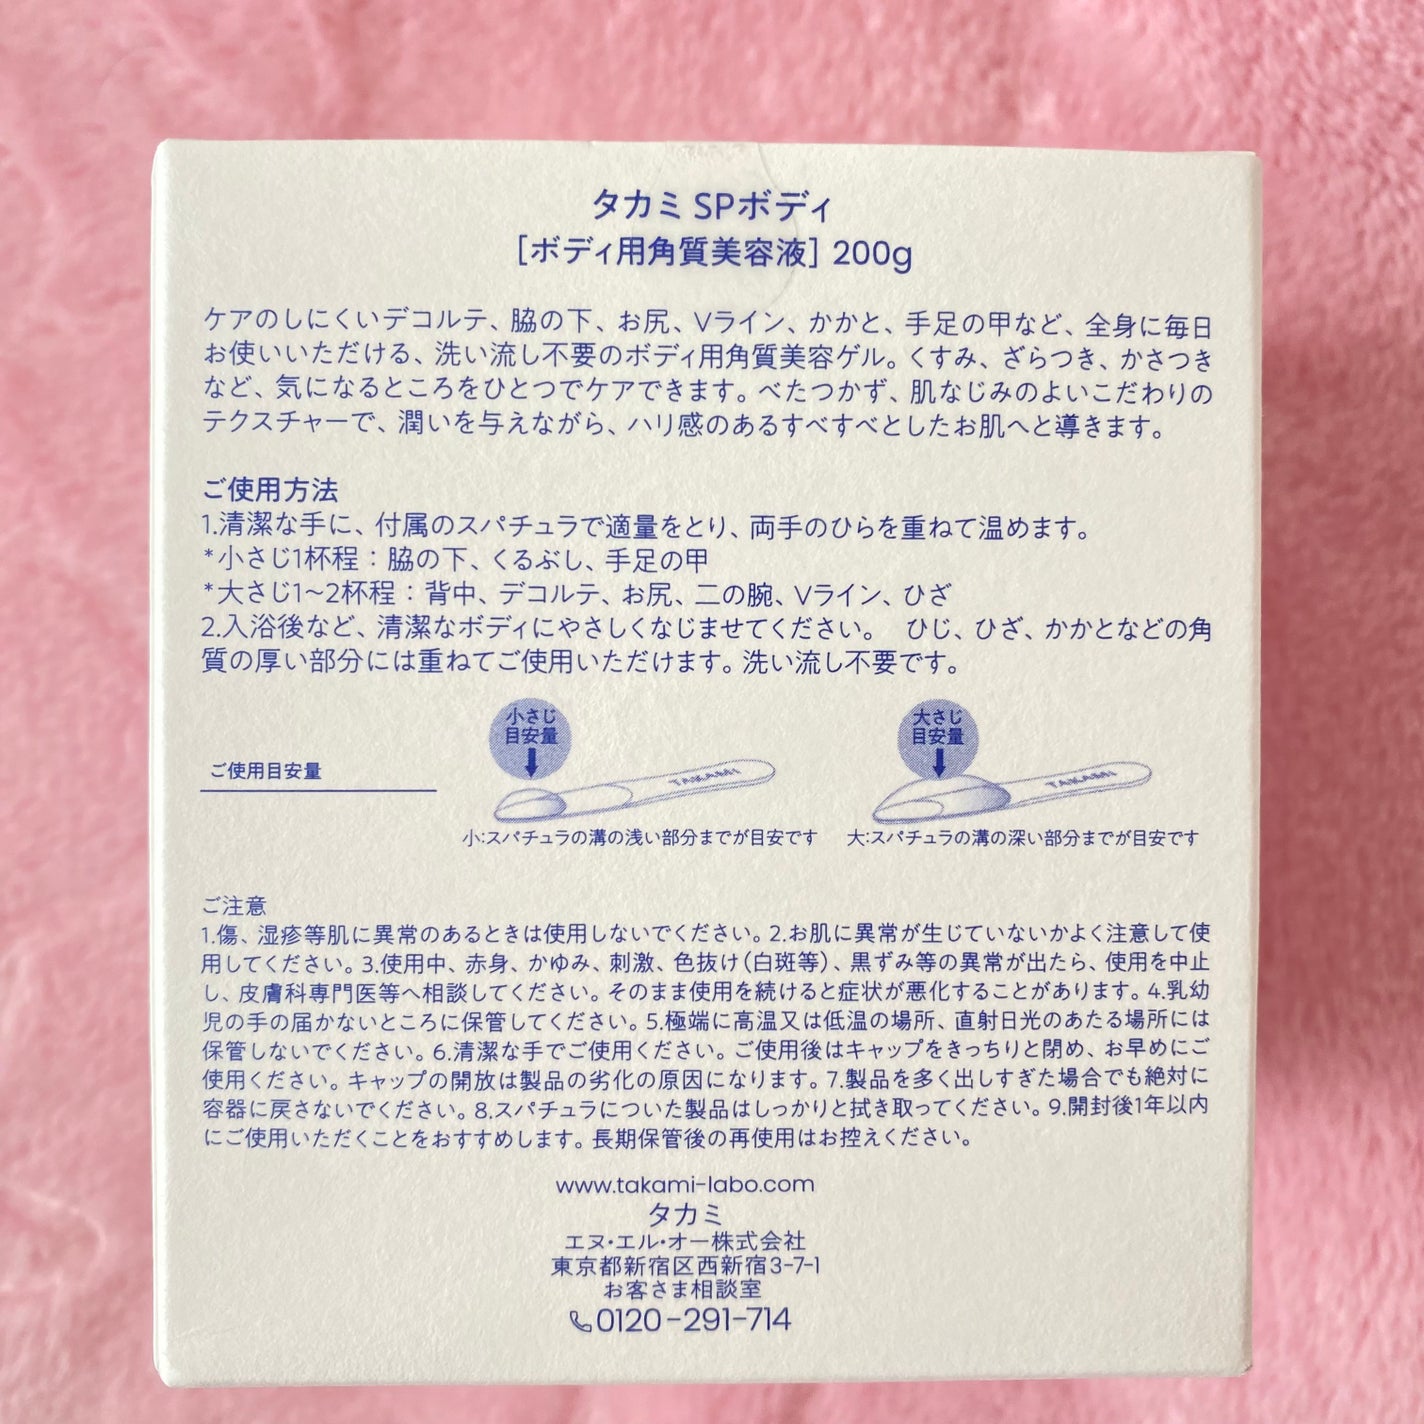 タカミ SPボディ
[ボディ用角質美容液] 200g
ケアのしにくいデコルテ、脇の下、お尻、Vライン、かかと、手足の甲など、全身に毎日
お使いいただける、洗い流し不要のボディ用角質美容ゲル。くすみ、ざらつき、かさつき
など、気になるところをひとつでケアできます。べたつかず、肌なじみのよいこだわりの
テクスチャーで、潤いを与えながら、ハリ感のあるすべすべとしたお肌へと導きます。
ご使用方法
1.清潔な手に、付属のスパチュラで適量をとり、両手のひらを重ねて温めます。
*小さじ1杯程：脇の下、くるぶし、手足の甲
*大さじ1〜2杯程：背中、デコルテ、お尻、二の腕、Vライン、ひざ
2.入浴後など、清潔なボディにやさしくなじませてください。 ひじ、ひざ、かかとなどの角
質の厚い部分には重ねてご使用いただけます。洗い流し不要です。
ご使用目安量
小さじ
目安量
TAKAMI
小:スパチュラの溝の浅い部分までが目安です
大さじ
目安量
TAKAMI
大:スパチュラの溝の深い部分までが目安です
ご注意
1.傷、湿疹等肌に異常のあるときは使用しないでください。2.お肌に異常が生じていないかよく注意して使
用してください。3.使用中、赤身、かゆみ、刺激、色抜け(白斑等)、黒ずみ等の異常が出たら、使用を中止
し、皮膚科専門医等へ相談してください。そのまま使用を続けると症状が悪化することがあります。4.乳幼
児の手の届かないところに保管してください。5.極端に高温又は低温の場所、直射日光のあたる場所には
保管しないでください。6.清潔な手でご使用ください。ご使用後はキャップをきっちりと閉め、お早めにご
使用ください。キャップの開放は製品の劣化の原因になります。7.製品を多く出しすぎた場合でも絶対に
容器に戻さないでください。8.スパチュラについた製品はしっかりと拭き取ってください。9.開封後1年以内
にご使用いただくことをおすすめします。長期保管後の再使用はお控えください。
www.takami-labo.com
タカミ
エヌ・エル・オー株式会社
東京都新宿区西新宿3-7-1
お客さま相談室
0120-291-714